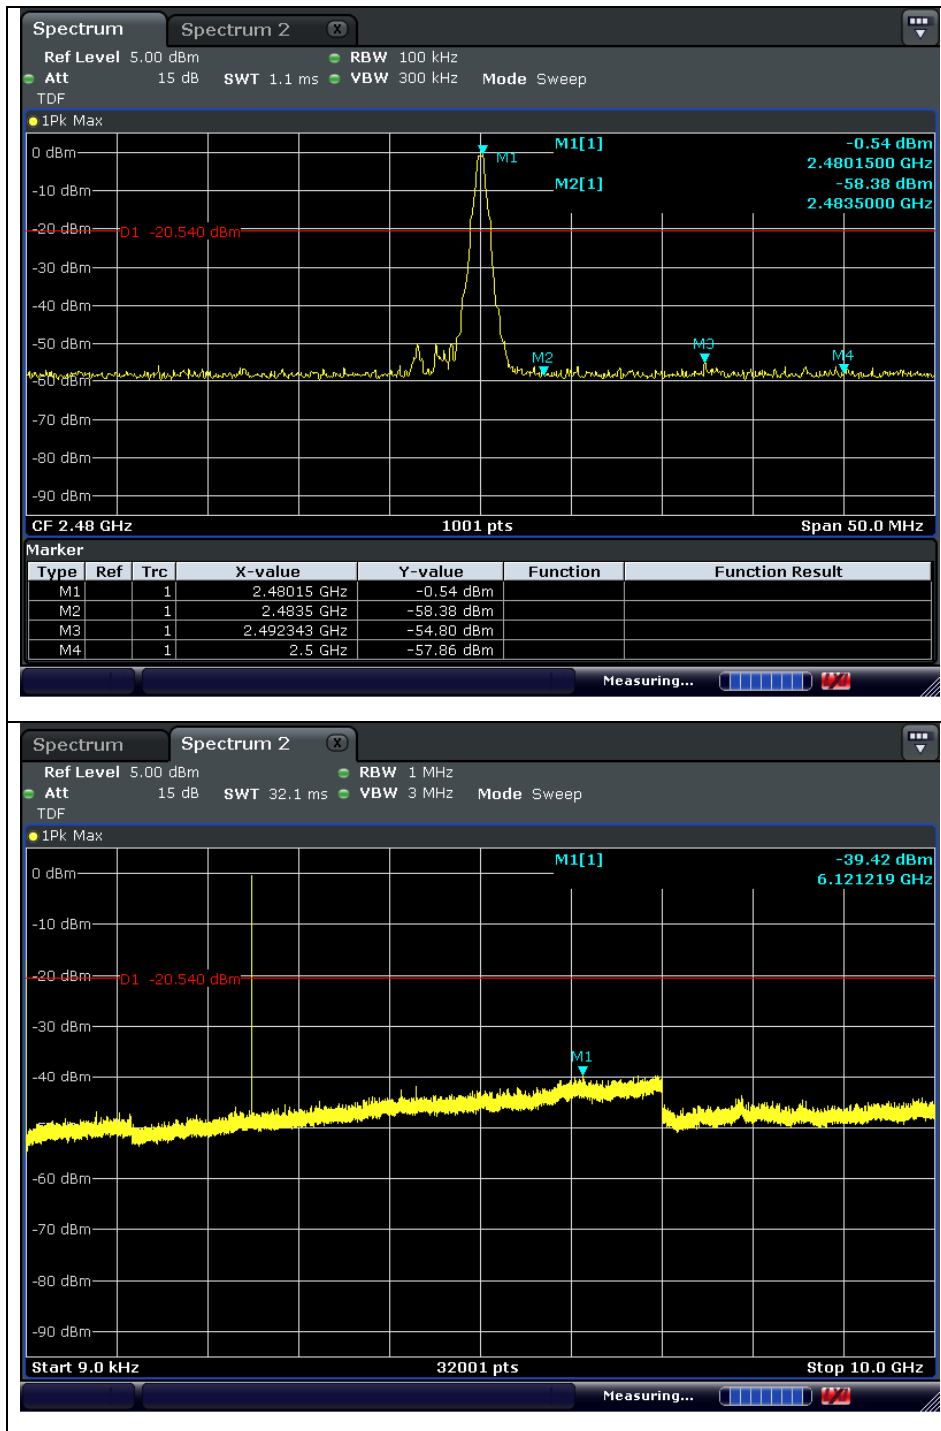 Spectrum Spectrum 2 X
Ref Level 5.00 dBm RBW 100 kHz
Att 15 dB SWT 1.1 ms VBW 300 kHz Mode Sweep
TDF
1Pk Max
M1[1] -0.54 dBm
2.4801500 GHz
M2[1] -58.38 dBm
2.4835000 GHz
0 dBm
M1
-10 dBm
-20 dBm
D1 -20.540 dBm
-30 dBm
-40 dBm
-50 dBm
M2 M3 M4
-60 dBm
-70 dBm
-80 dBm
-90 dBm
CF 2.48 GHz 1001 pts Span 50.0 MHz
Marker
Type Ref Trc X-value Y-value Function Function Result
M1 1 2.48015 GHz -0.54 dBm
M2 1 2.4835 GHz -58.38 dBm
M3 1 2.492343 GHz -54.80 dBm
M4 1 2.5 GHz -57.86 dBm
Measuring...
Spectrum Spectrum 2 X
Ref Level 5.00 dBm RBW 1 MHz
Att 15 dB SWT 32.1 ms VBW 3 MHz Mode Sweep
TDF
1Pk Max
M1[1] -39.42 dBm
6.121219 GHz
0 dBm
-10 dBm
-20 dBm
D1 -20.540 dBm
-30 dBm
M1
-40 dBm
-60 dBm
-70 dBm
-80 dBm
-90 dBm
Start 9.0 kHz 32001 pts Stop 10.0 GHz
Measuring...